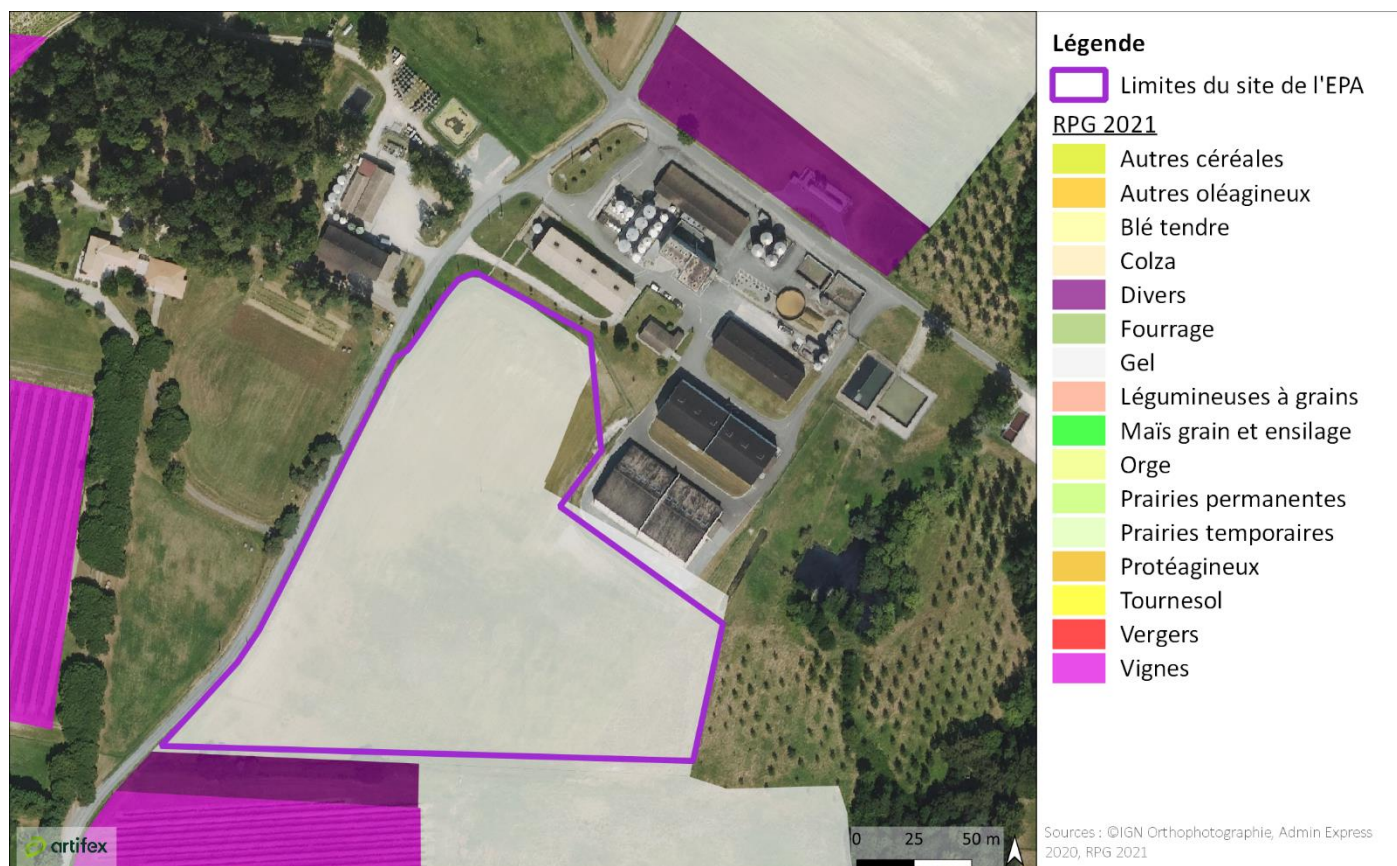 Légende
Limites du site de l'EPA
RPG 2021
Autres céréales
Autres oléagineux
Blé tendre
Colza
Divers
Fourrage
Gel
Légumineuses à grains
Maïs grain et ensilage
Orge
Prairies permanentes
Prairies temporaires
Protéagineux
Tournesol
Vergers
Vignes
artifex
0 25 50 m
Sources : ©IGN Orthophotographie, Admin Express
2020, RPG 2021